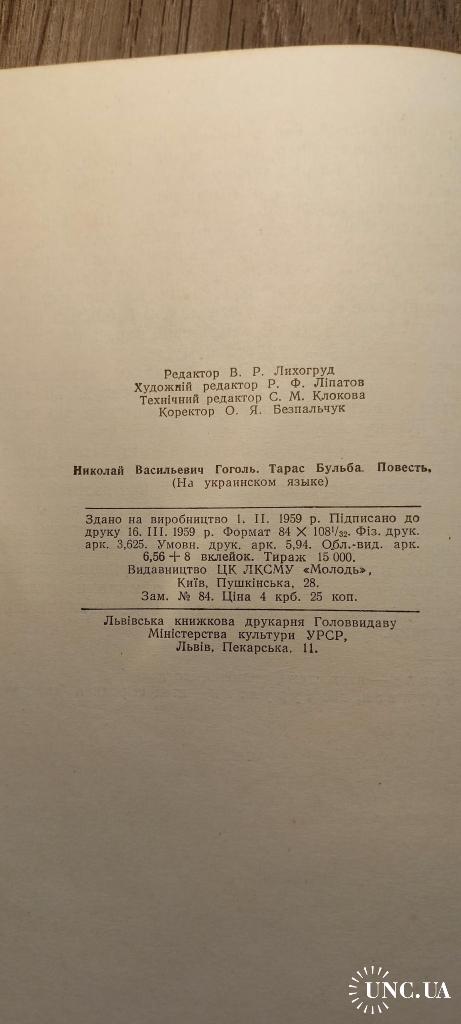 Редактор В. Р. Лихогруд
Художній редактор Р. Ф. Ліпатов
Технічний редактор С. М. Клокова
Коректор О. Я. Безпальчук
Николай Васильевич Гоголь. Тарас Бульба. Повесть.
(На украинском языке)
Здано на виробництво 1. II. 1959 р. Підписано до
друку 16. III. 1959 р. Формат 84 × 108¹/₃₂. Фіз. друк.
арк. 3,625. Умовн. друк. арк. 5,94. Обл.-вид. арк.
6,56 + 8 вклейок. Тираж 15 000.
Видавництво ЦК ЛКСМУ «Молодь»,
Київ, Пушкінська, 28.
Зам. № 84. Ціна 4 крб. 25 коп.
Львівська книжкова друкарня Головвидаву
Міністерства культури УРСР,
Львів, Пекарська, 11.
UNC.UA